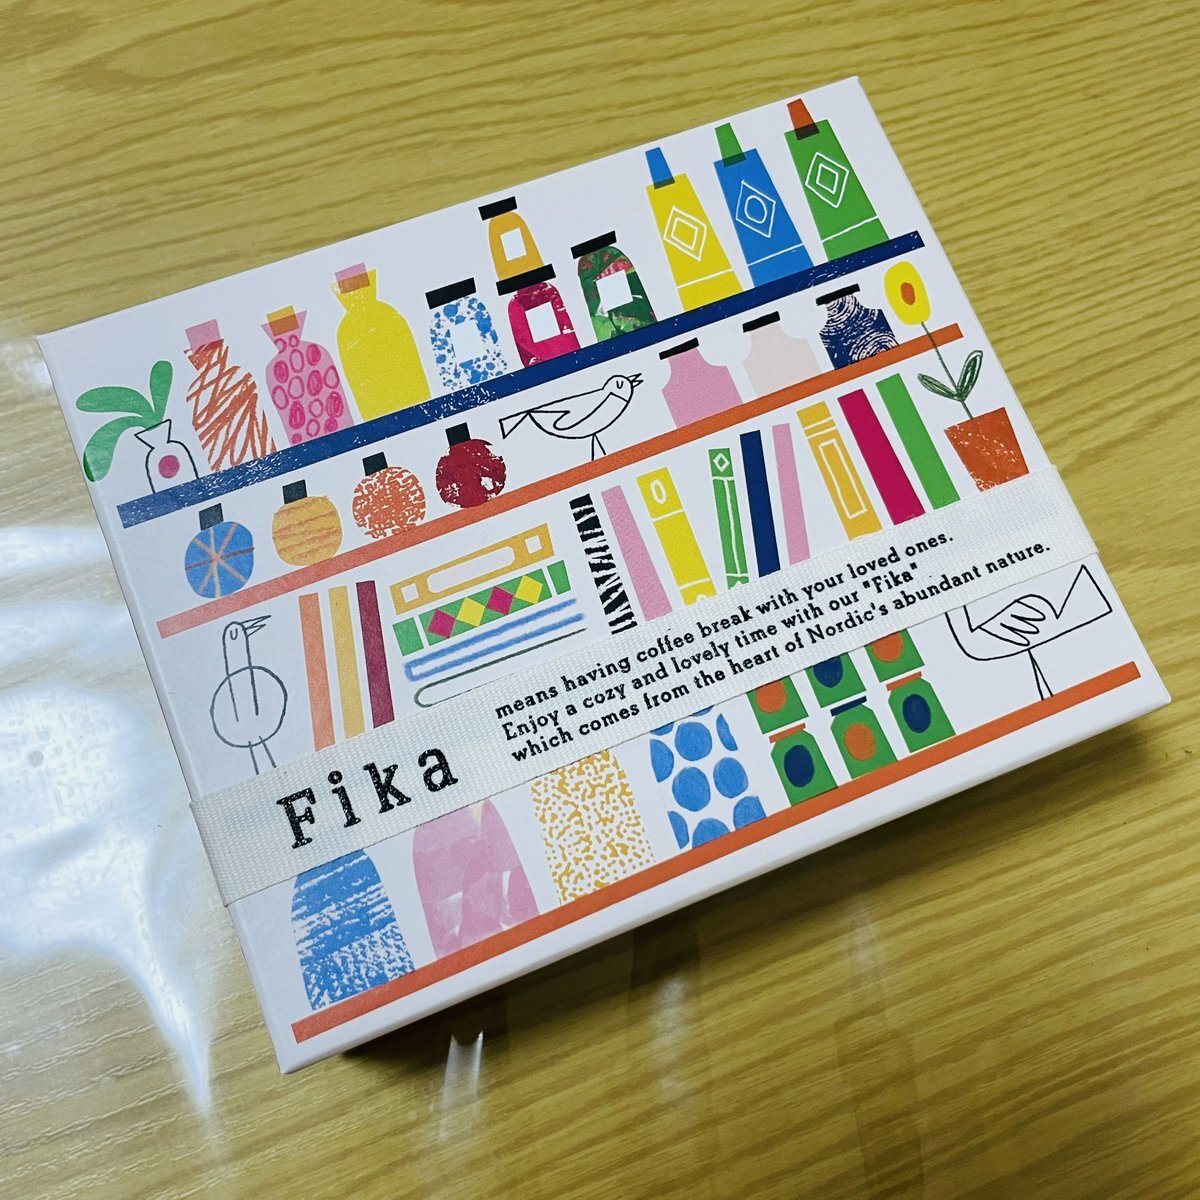 Fika
means having coffee break with your loved ones.
Enjoy a cozy and lovely time with our "Fika"
which comes from the heart of Nordic's abundant nature.